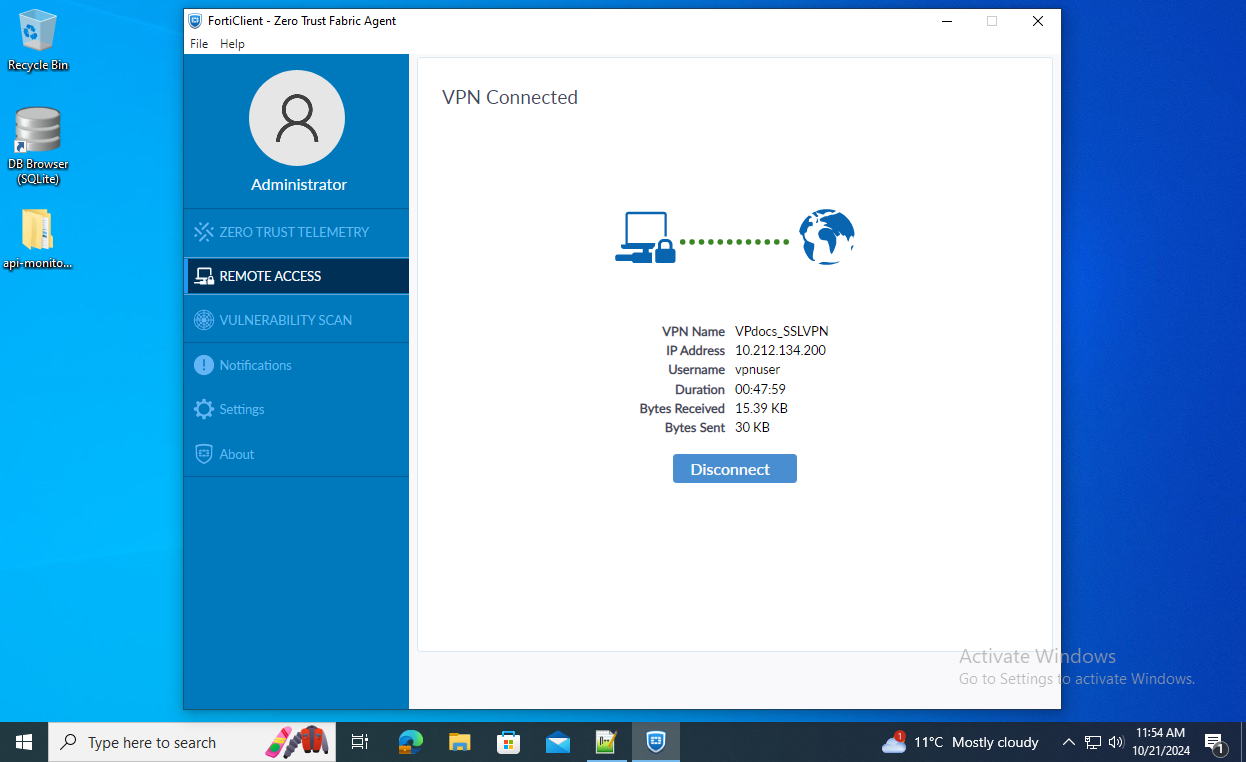 Recycle Bin
DB Browser
(SQLite)
api-monito...
FortiClient - Zero Trust Fabric Agent
File Help
Administrator
ZERO TRUST TELEMETRY
REMOTE ACCESS
VULNERABILITY SCAN
Notifications
Settings
About
VPN Connected
VPN Name VPdocs_SSLVPN
IP Address 10.212.134.200
Username vpnuser
Duration 00:47:59
Bytes Received 15.39 KB
Bytes Sent 30 KB
Disconnect
Activate Windows
Go to Settings to activate Windows.
Type here to search
1
11°C Mostly cloudy
11:54 AM
10/21/2024
1